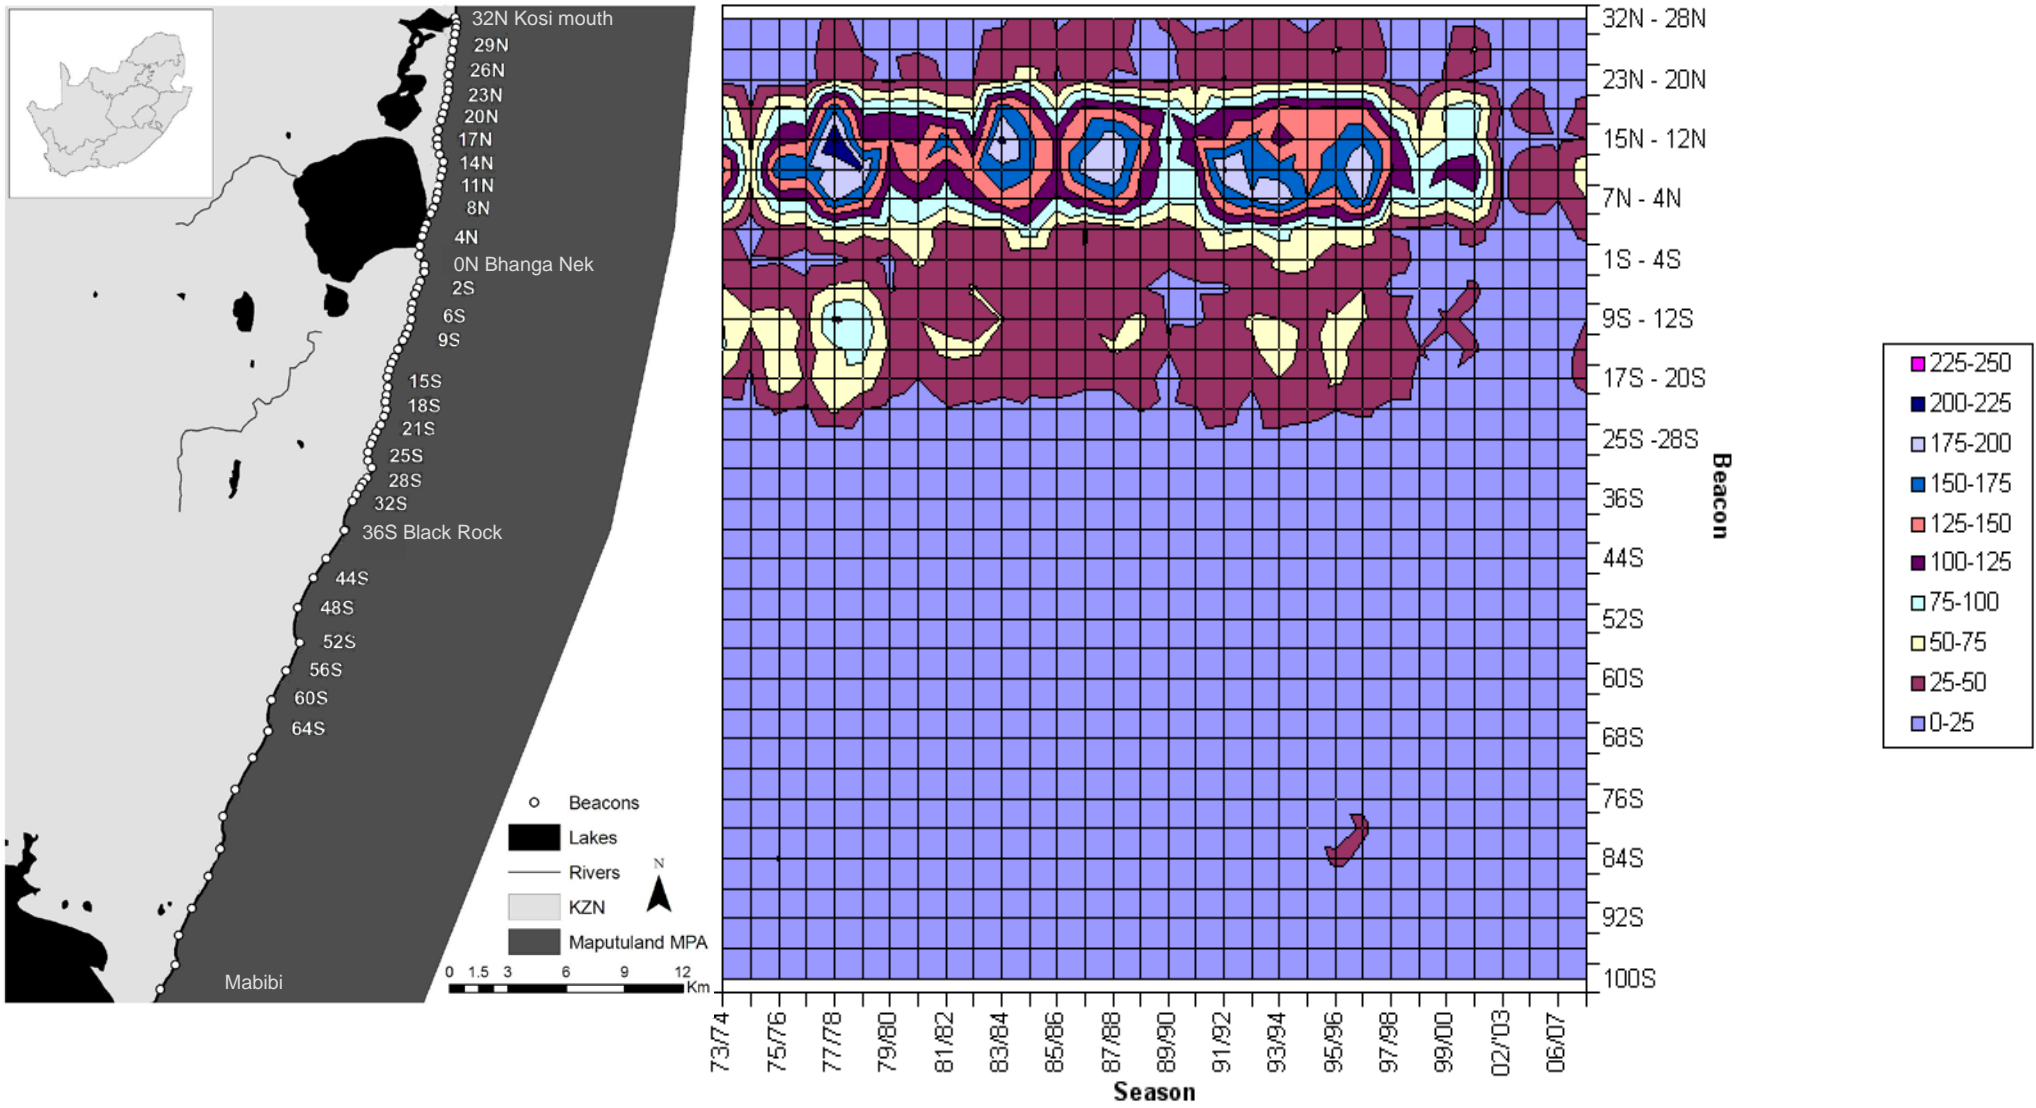 32N Kosi mouth
29N
26N
23N
20N
17N
14N
11N
8N
4N
0N Bhanga Nek
2S
6S
9S
15S
18S
21S
25S
28S
32S
36S Black Rock
44S
48S
52S
56S
60S
64S
Mabibi
Beacons
Lakes
Rivers
KZN
Maputuland MPA
N
0 1.5 3 6 9 12
Km
32N - 28N
23N - 20N
15N - 12N
7N - 4N
1S - 4S
9S - 12S
17S - 20S
25S -28S
36S
44S
52S
60S
68S
76S
84S
92S
100S
Beacon
73/74
75/76
77/78
79/80
81/82
83/84
85/86
87/88
89/90
91/92
93/94
95/96
97/98
99/00
02/'03
06/07
Season
225-250
200-225
175-200
150-175
125-150
100-125
75-100
50-75
25-50
0-25